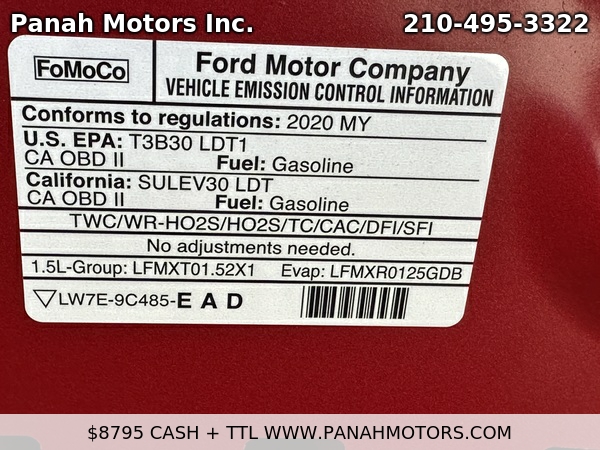 Panah Motors Inc. 210-495-3322
FoMoCo
Ford Motor Company
VEHICLE EMISSION CONTROL INFORMATION
Conforms to regulations: 2020 MY
U.S. EPA: T3B30 LDT1
CA OBD II Fuel: Gasoline
California: SULEV30 LDT
CA OBD II Fuel: Gasoline
TWC/WR-HO2S/HO2S/TC/CAC/DFI/SFI
No adjustments needed.
1.5L-Group: LFMXT01.52X1 Evap: LFMXR0125GDB
LW7E-9C485-E A D
$8795 CASH + TTL WWW.PANAHMOTORS.COM